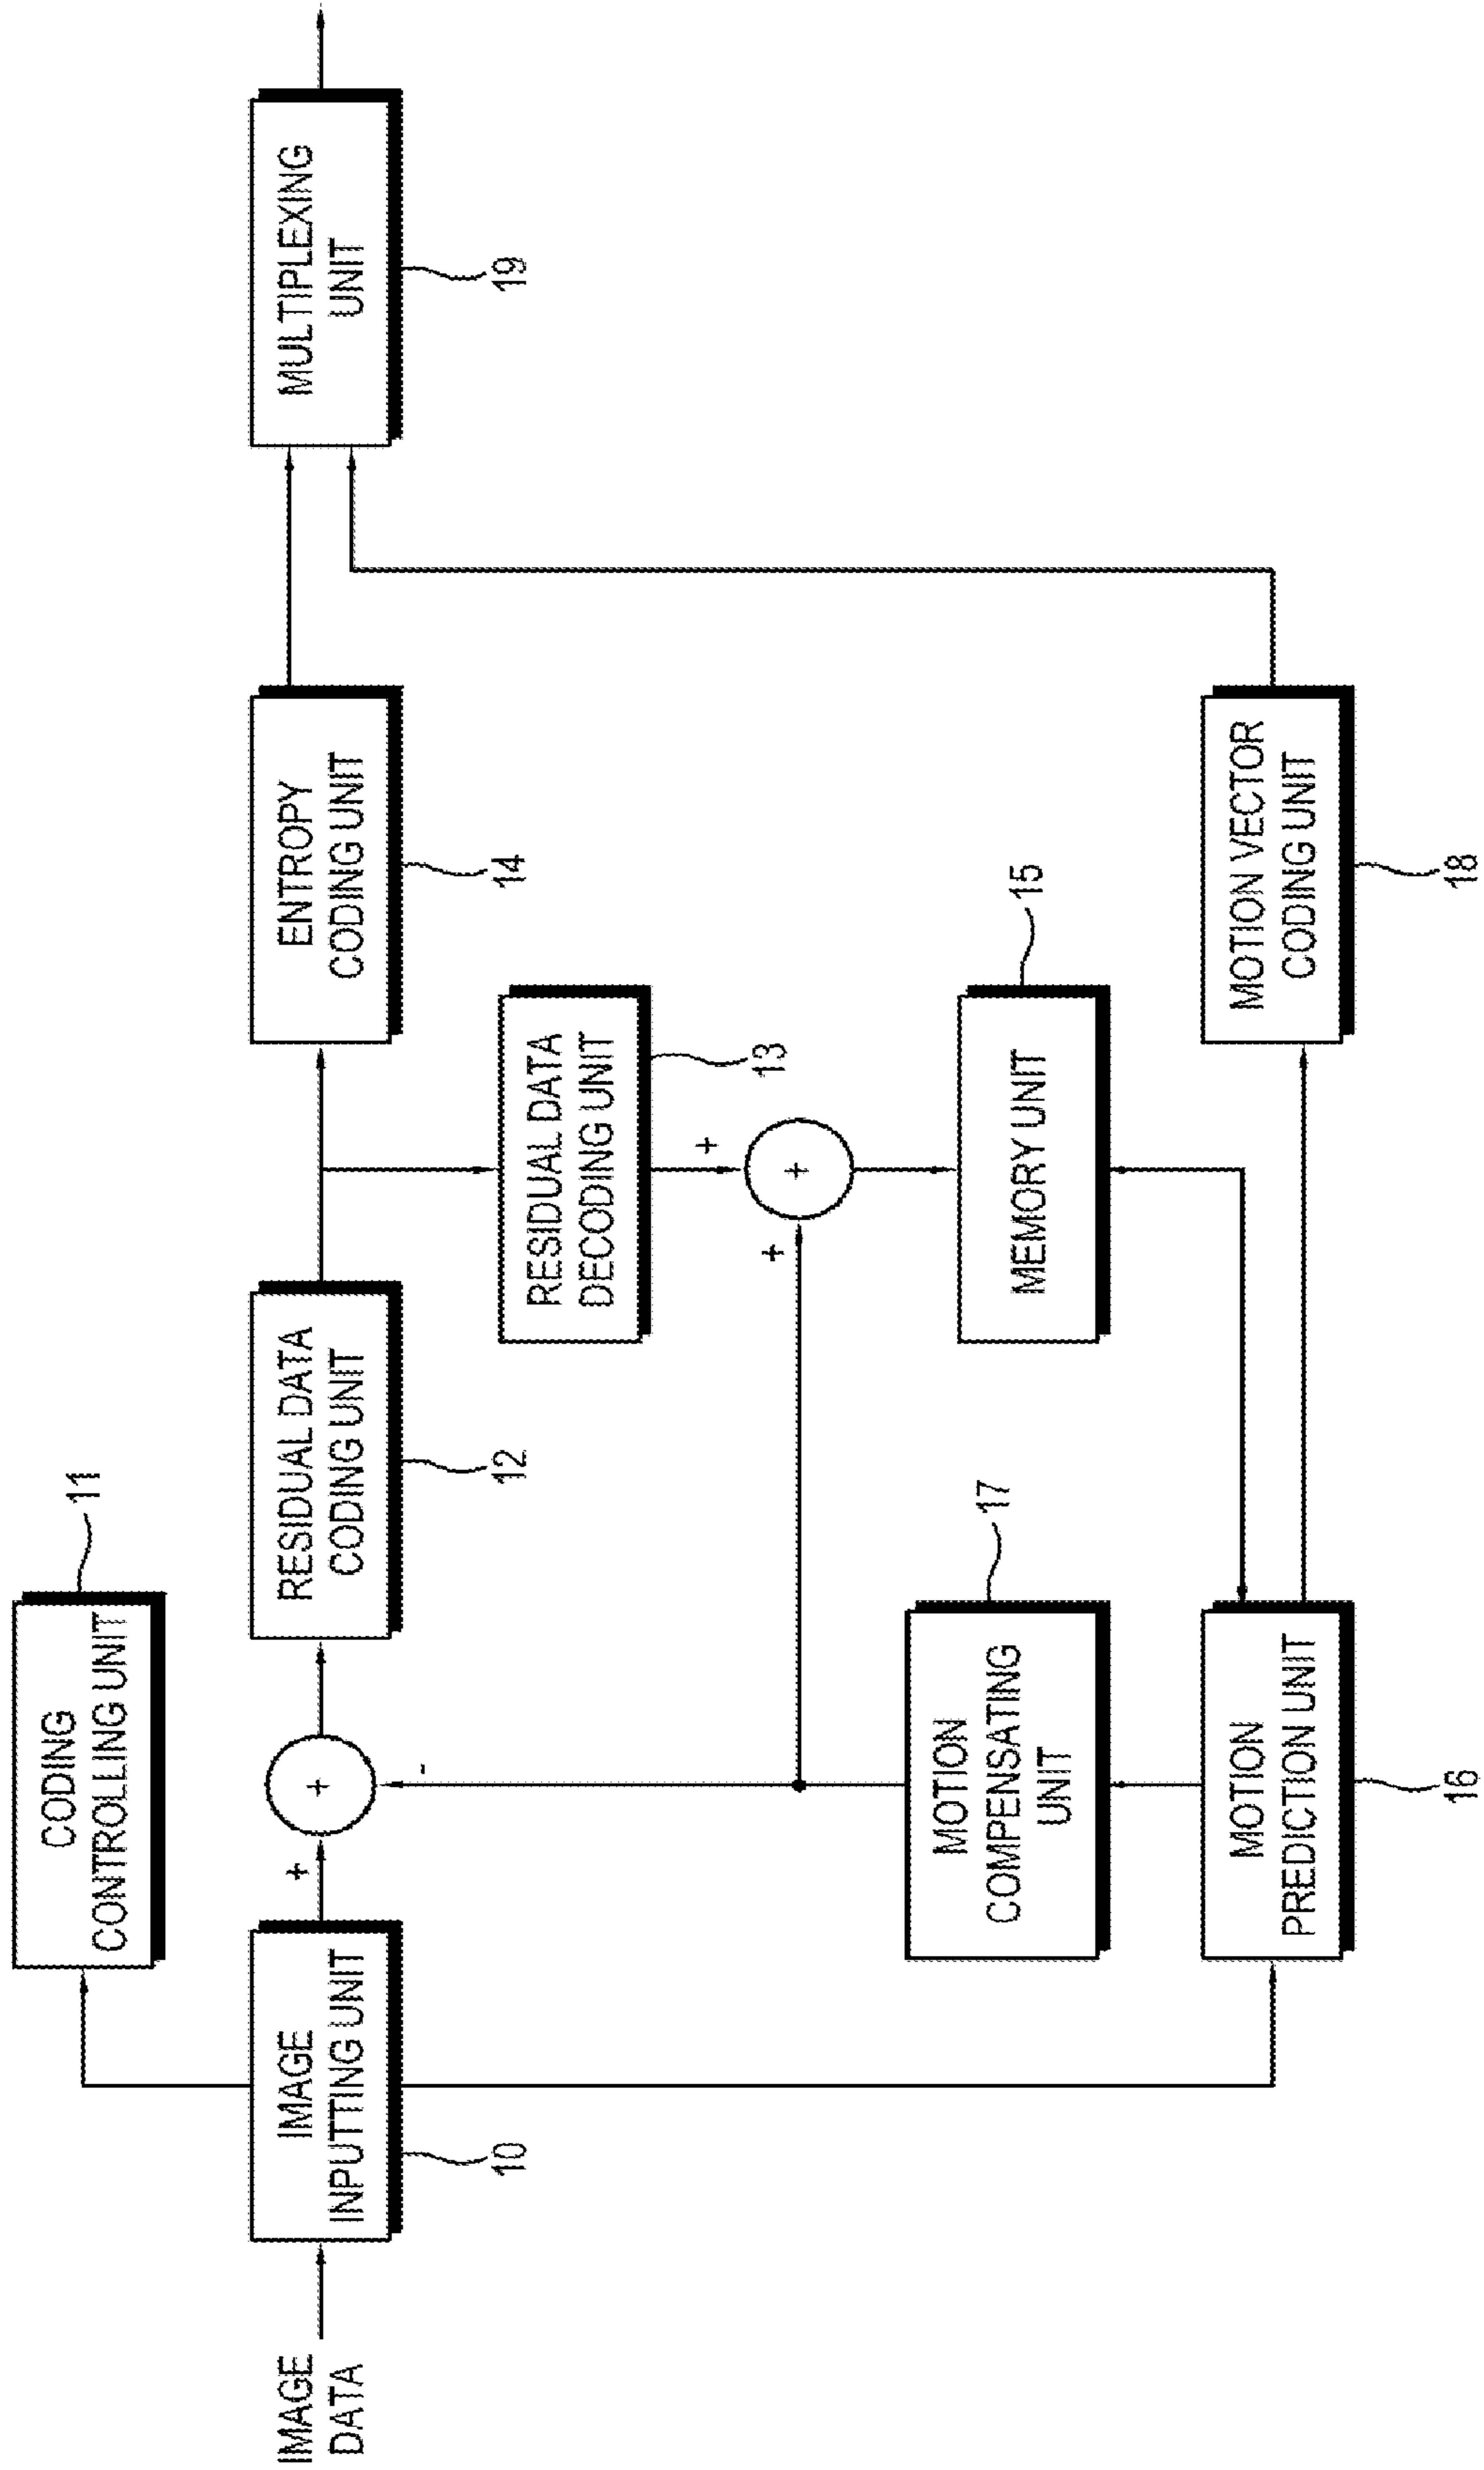 CODING
CONTROLLING UNIT
11
IMAGE
DATA
IMAGE
INPUTTING UNIT
10
+
+
-
RESIDUAL DATA
CODING UNIT
12
ENTROPY
CODING UNIT
14
MULTIPLEXING
UNIT
19
RESIDUAL DATA
DECODING UNIT
13
+
+
+
MOTION
COMPENSATING
UNIT
17
MEMORY UNIT
15
MOTION
PREDICTION UNIT
16
MOTION VECTOR
CODING UNIT
18